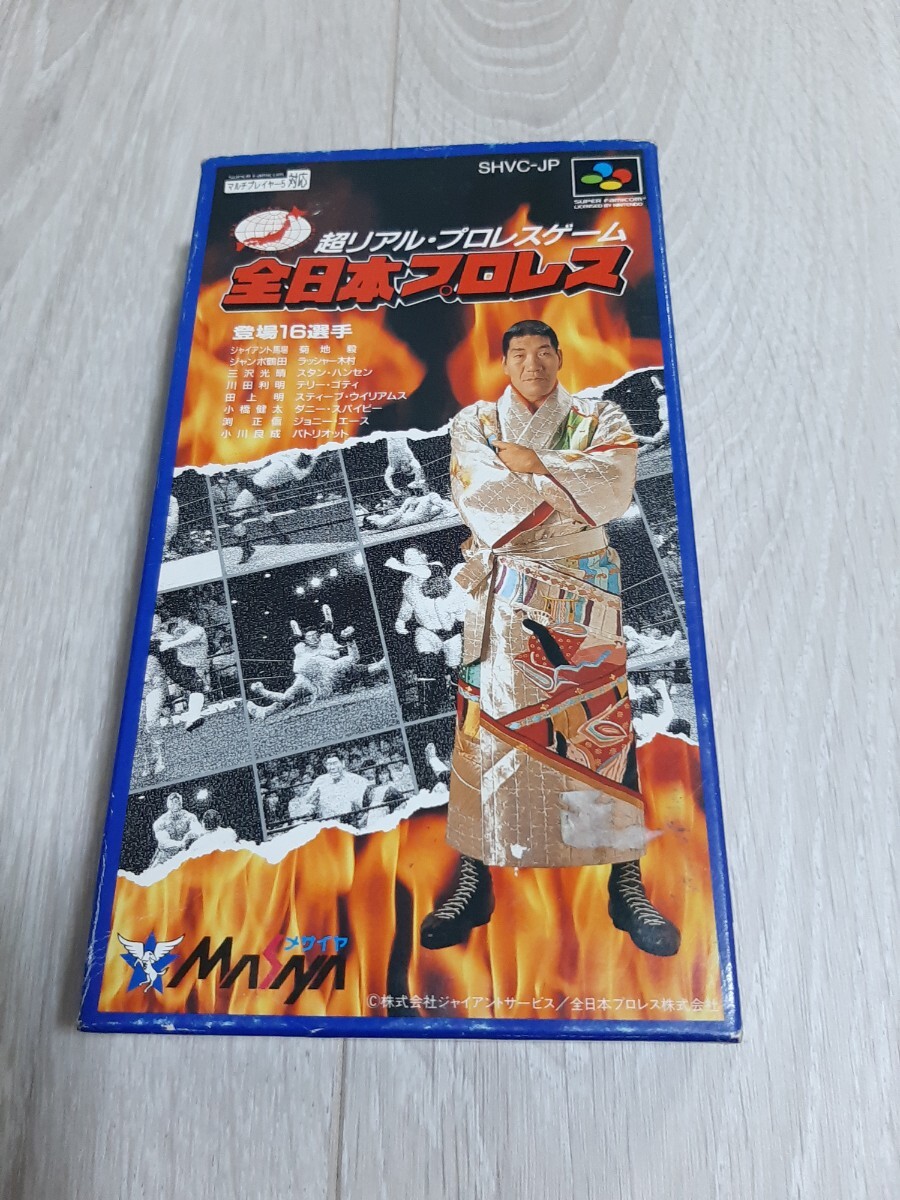 SUPER FAMICOM
マルチプレイヤー5 対応
SHVC-JP
SUPER FAMICOM
LICENSED BY NINTENDO
超リアル・プロレスゲーム
全日本プロレス
登場16選手
ジャイアント馬場 菊地 毅
ジャンボ鶴田 ラッシャー木村
三沢光晴 スタン・ハンセン
川田利明 テリー・ゴディ
田上 明 スティーブ・ウイリアムス
小橋健太 ダニー・スパイビー
渕 正信 ジョニー・エース
小川良成 パトリオット
メサイヤ
MASAYA
©株式会社ジャイアントサービス/全日本プロレス株式会社